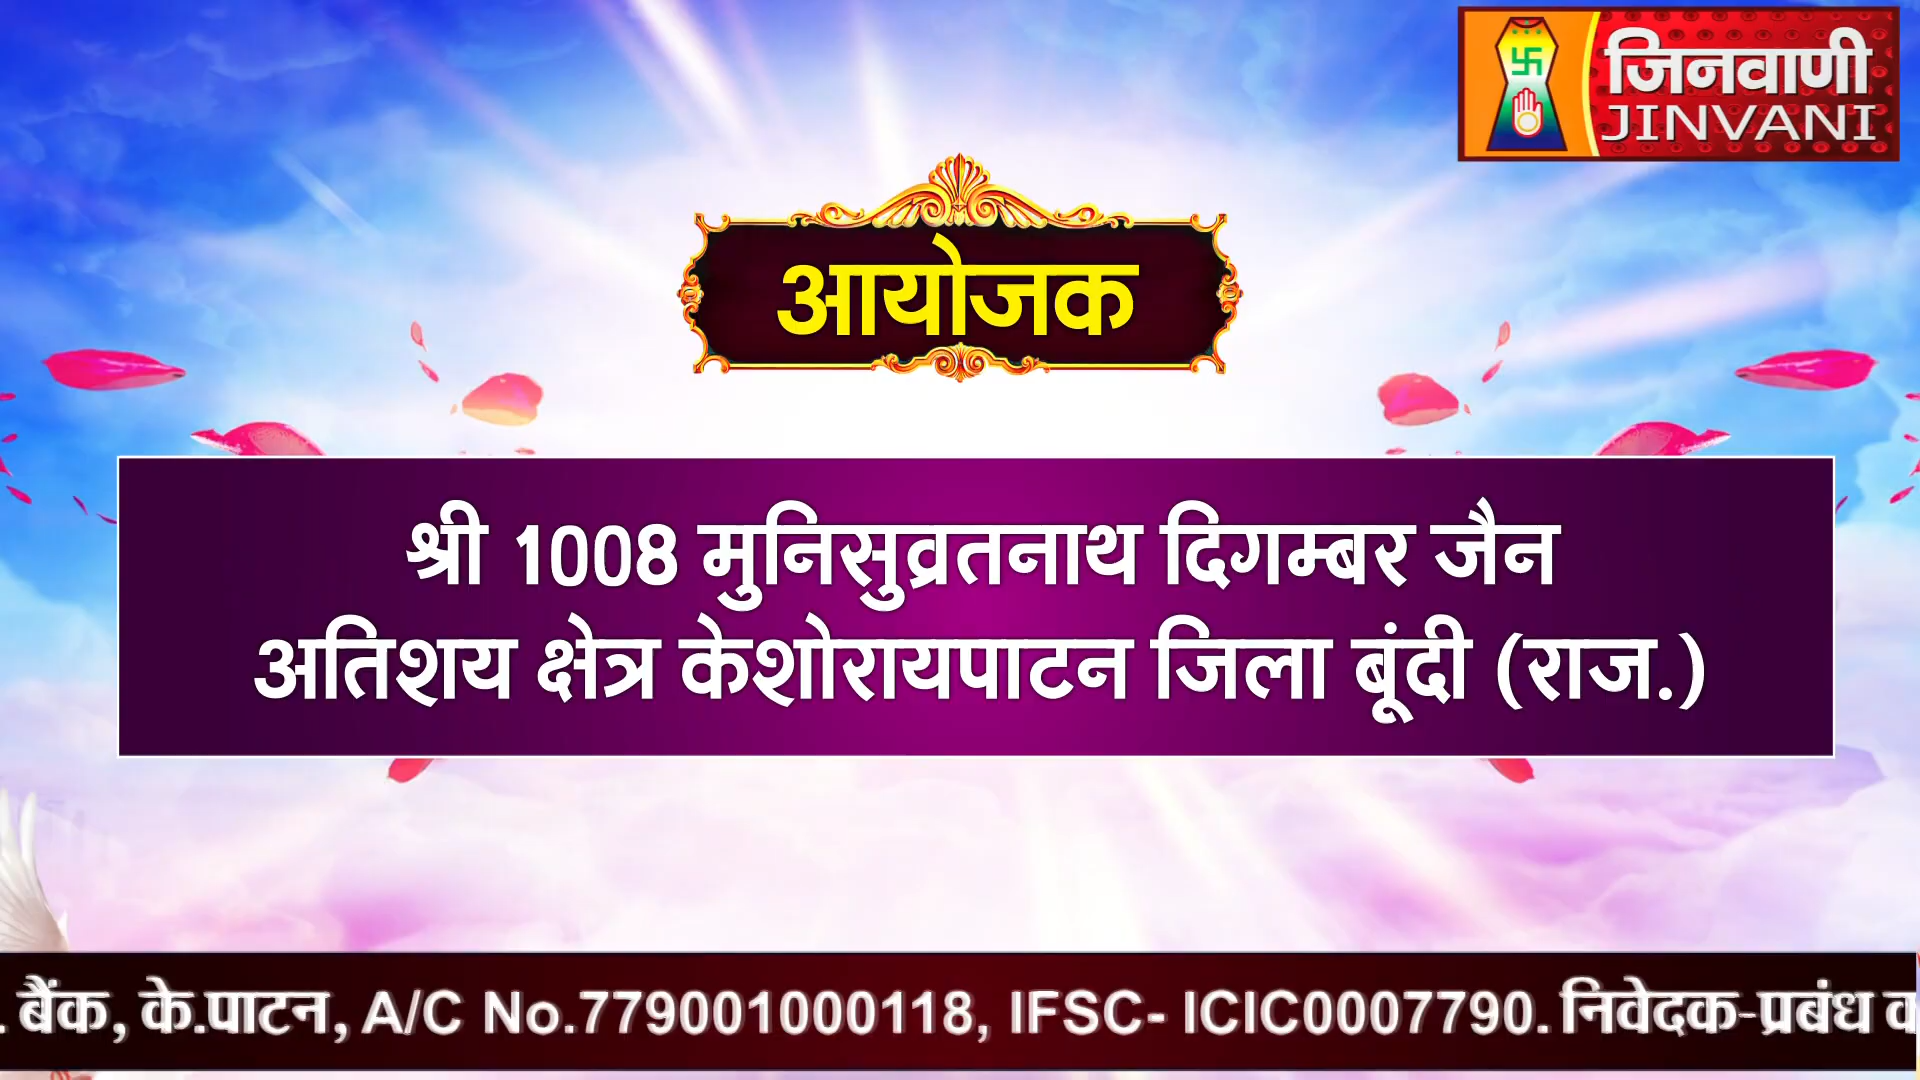 जिनवाणी
JINVANI
आयोजक
श्री 1008 मुनिसुव्रतनाथ दिगम्बर जैन
अतिशय क्षेत्र केशोरायपाटन जिला बूंदी (राज.)
. बैंक, के.पाटन, A/C No.779001000118, IFSC- ICIC0007790. निवेदक-प्रबंध